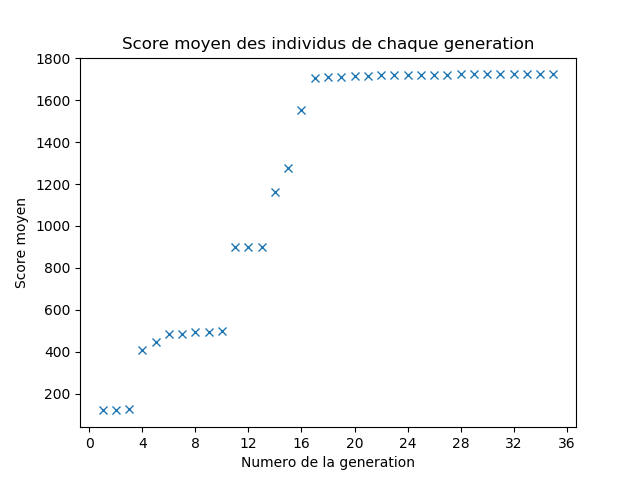 Score moyen des individus de chaque generation
1800
1600
1400
1200
1000
800
600
400
200
Score moyen
0 4 8 12 16 20 24 28 32 36
Numero de la generation